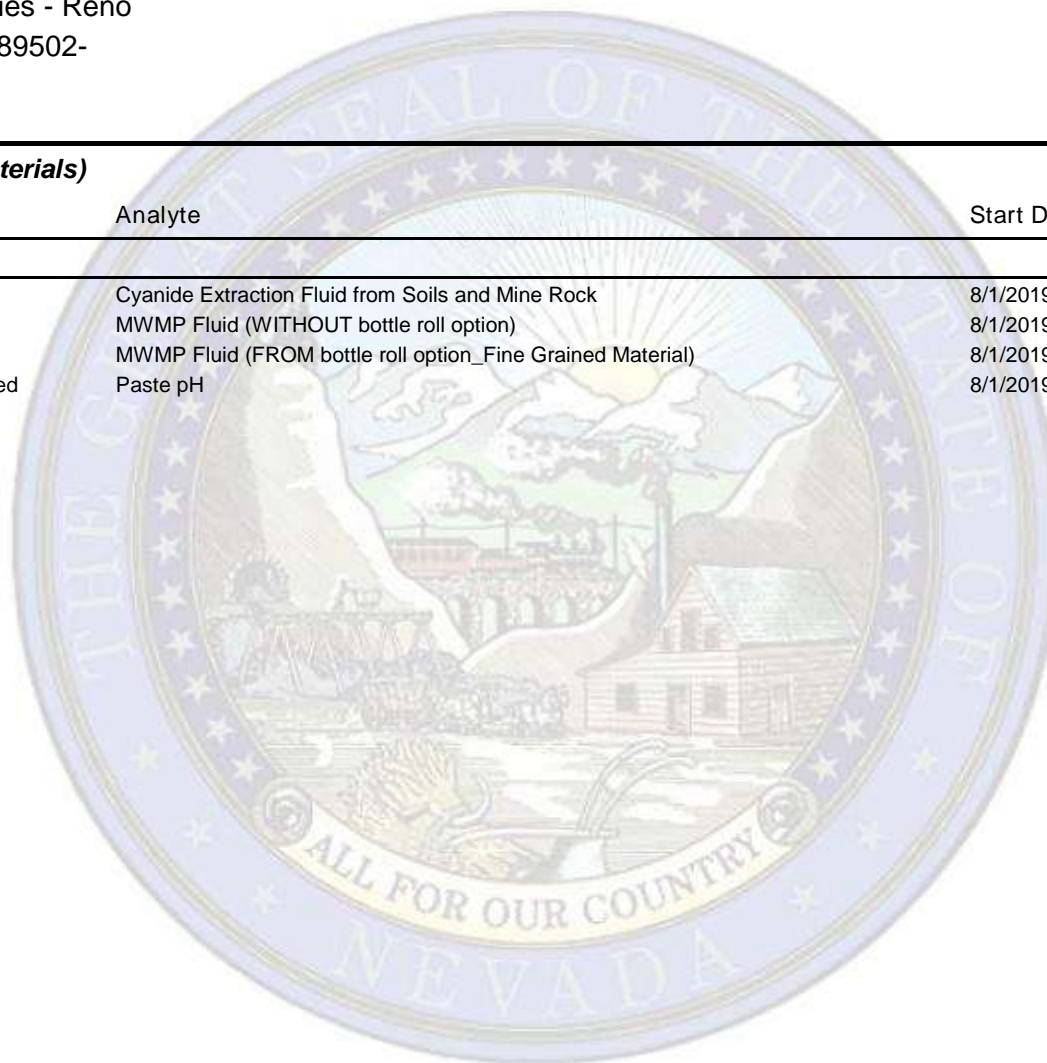 ies - Reno
89502-
terials)
Analyte Start D
Cyanide Extraction Fluid from Soils and Mine Rock 8/1/2019
MWMP Fluid (WITHOUT bottle roll option) 8/1/2019
MWMP Fluid (FROM bottle roll option_Fine Grained Material) 8/1/2019
ed Paste pH 8/1/2019
THE GREAT SEAL OF THE STATE OF
ALL FOR OUR COUNTRY
NEVADA